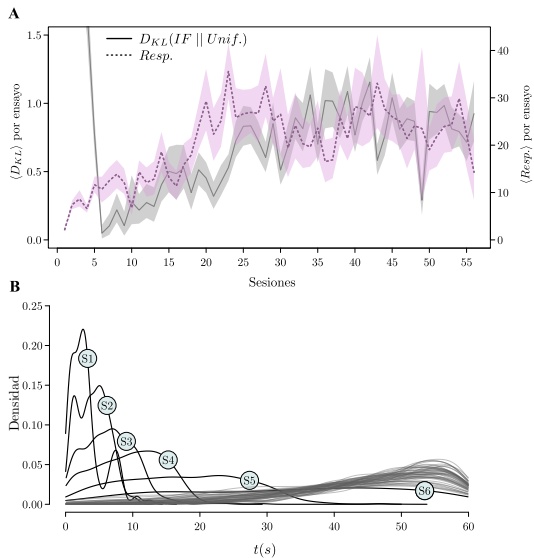 A
D_KL(IF || Unif.)
Resp.
⟨D_KL⟩ por ensayo
1.5
1.0
0.5
0.0
40
30
20
10
0
⟨Resp.⟩ por ensayo
1 5 10 15 20 25 30 35 40 45 50 55
Sesiones
B
Densidad
0.25
0.20
0.15
0.10
0.05
0.00
S1
S2
S3
S4
S5
S6
0 10 20 30 40 50 60
t(s)